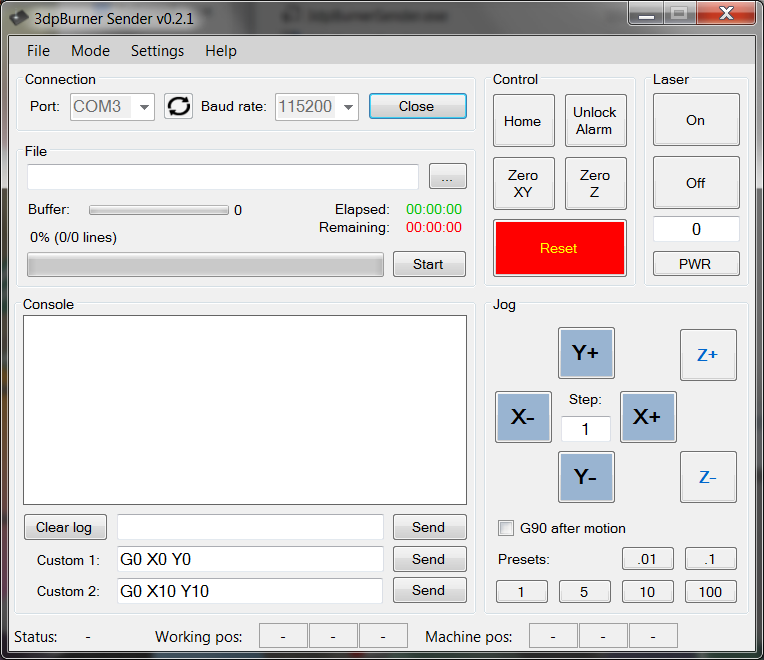 3dpBurner Sender v0.2.1
File Mode Settings Help
Connection
Port: COM3 Baud rate: 115200 Close
File
...
Buffer: 0 Elapsed: 00:00:00
Remaining: 00:00:00
0% (0/0 lines)
Start
Control
Home Unlock Alarm
Zero XY Zero Z
Reset
Laser
On
Off
0
PWR
Console
Clear log Send
Custom 1: G0 X0 Y0 Send
Custom 2: G0 X10 Y10 Send
Jog
Y+ Z+
Step:
X- 1 X+
Y- Z-
G90 after motion
Presets: .01 .1
1 5 10 100
Status: - Working pos: - - - Machine pos: - - -